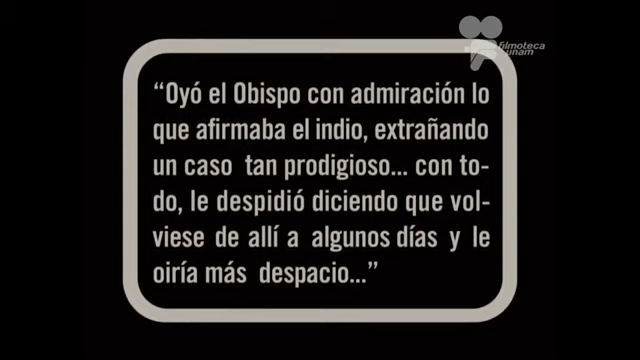 filmoteca
unam
“Oyó el Obispo con admiración lo
que afirmaba el indio, extrañando
un caso tan prodigioso... con to-
do, le despidió diciendo que vol-
viese de allí a algunos días y le
oiría más despacio...”